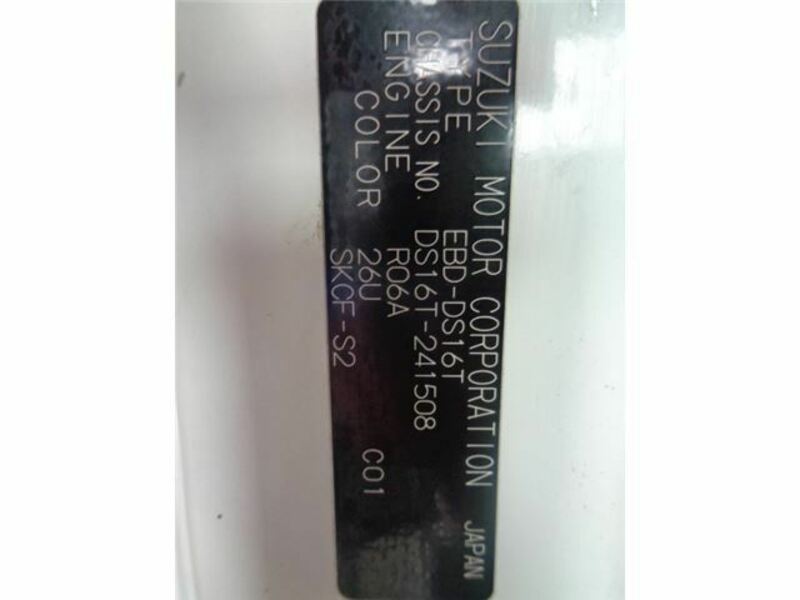 SUZUKI MOTOR CORPORATION JAPAN
TYPE EBD-DS16T
CHASSIS NO. DS16T-241508
ENGINE R06A
COLOR 26U C01
SKCF-S2